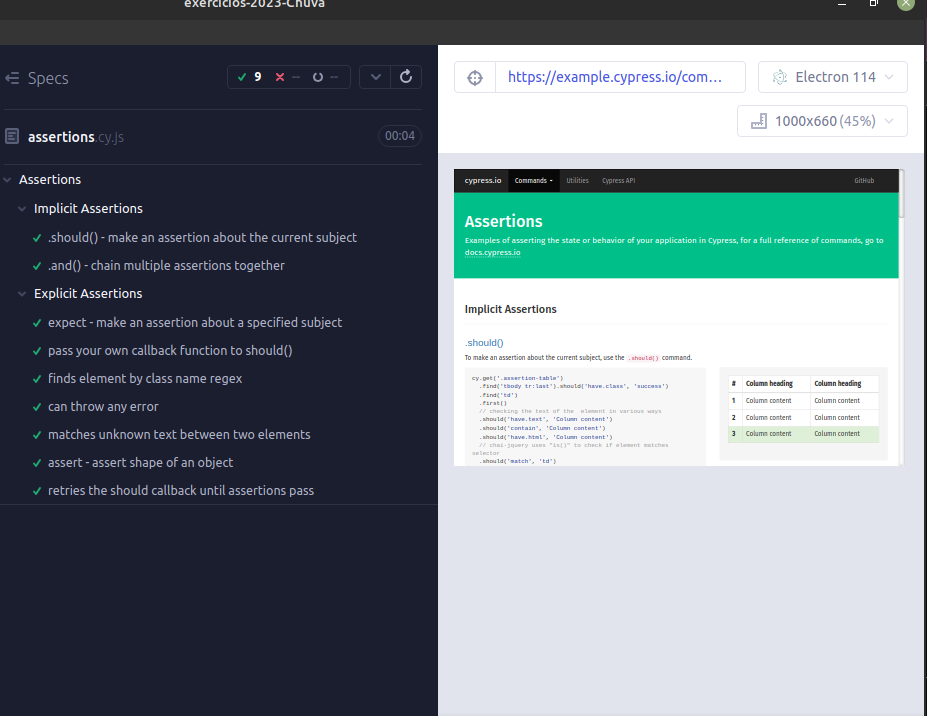 exercicios-2023-Chuva
Specs
9
--
--
assertions.cy.js
00:04
Assertions
Implicit Assertions
.should() - make an assertion about the current subject
.and() - chain multiple assertions together
Explicit Assertions
expect - make an assertion about a specified subject
pass your own callback function to should()
finds element by class name regex
can throw any error
matches unknown text between two elements
assert - assert shape of an object
retries the should callback until assertions pass
https://example.cypress.io/com...
Electron 114
1000x660 (45%)
cypress.io Commands Utilities Cypress API GitHub
Assertions
Examples of asserting the state or behavior of your application in Cypress, for a full reference of commands, go to
docs.cypress.io
Implicit Assertions
.should()
To make an assertion about the current subject, use the .should() command.
cy.get('.assertion-table')
.find('tbody tr:last').should('have.class', 'success')
.find('td')
.first()
// checking the text of the element in various ways
.should('have.text', 'Column content')
.should('contain', 'Column content')
.should('have.html', 'Column content')
// chai-jquery uses "is()" to check if element matches
selector
.should('match', 'td')
# Column heading Column heading
1 Column content Column content
2 Column content Column content
3 Column content Column content